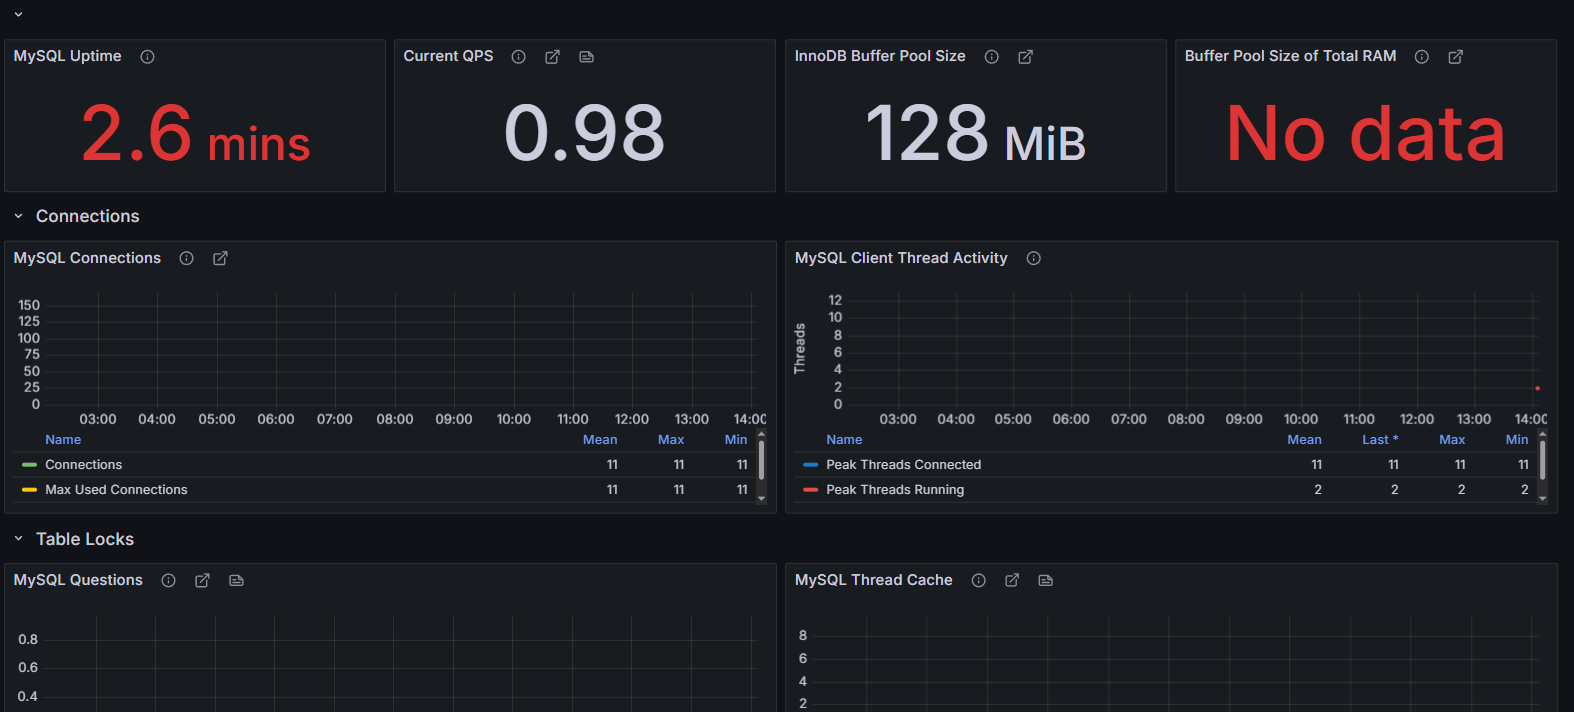 MySQL Uptime
Current QPS
InnoDB Buffer Pool Size
Buffer Pool Size of Total RAM
2.6 mins
0.98
128 MiB
No data
Connections
MySQL Connections
150
125
100
75
50
25
0
03:00 04:00 05:00 06:00 07:00 08:00 09:00 10:00 11:00 12:00 13:00 14:00
Name Mean Max Min
Connections 11 11 11
Max Used Connections 11 11 11
MySQL Client Thread Activity
Threads
12
10
8
6
4
2
0
03:00 04:00 05:00 06:00 07:00 08:00 09:00 10:00 11:00 12:00 13:00 14:00
Name Mean Last * Max Min
Peak Threads Connected 11 11 11 11
Peak Threads Running 2 2 2 2
Table Locks
MySQL Questions
0.8
0.6
0.4
MySQL Thread Cache
8
6
4
2